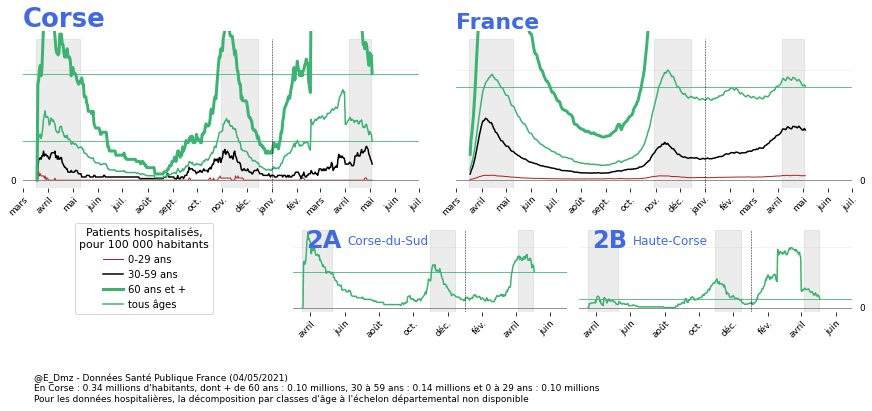 Corse
France
0
mars avril mai juin juil. août sept. oct. nov. déc. janv. fév. mars avril mai juin juil.
mars avril mai juin juil. août sept. oct. nov. déc. janv. fév. mars avril mai juin juil.
0
Patients hospitalisés,
pour 100 000 habitants
0-29 ans
30-59 ans
60 ans et +
tous âges
2A Corse-du-Sud
avril juin août oct. déc. fév. avril juin
2B Haute-Corse
avril juin août oct. déc. fév. avril juin
0
@E_Dmz - Données Santé Publique France (04/05/2021)
En Corse : 0.34 millions d'habitants, dont + de 60 ans : 0.10 millions, 30 à 59 ans : 0.14 millions et 0 à 29 ans : 0.10 millions
Pour les données hospitalières, la décomposition par classes d'âge à l'échelon départemental non disponible